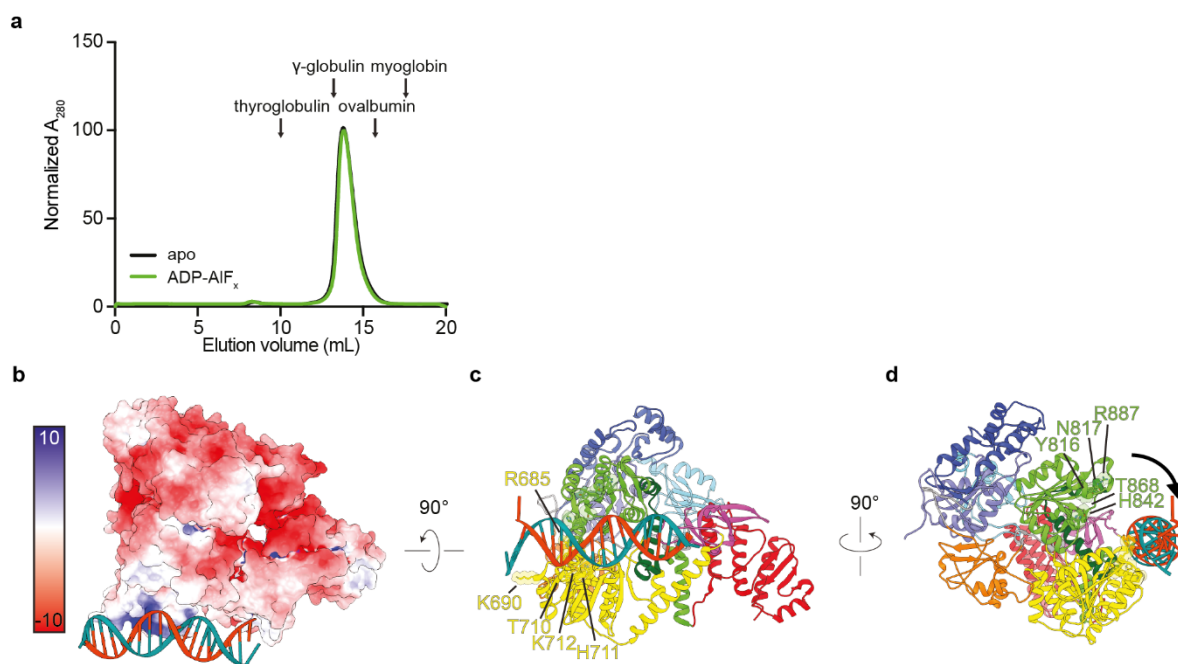 a
150
100
50
0
Normalized A280
γ-globulin myoglobin
thyroglobulin ovalbumin
apo
ADP-AlFx
0 5 10 15 20
Elution volume (mL)
b
10
-10
90°
c
R685
K690
T710
K712
H711
90°
d
R887
N817
Y816
T868
H842